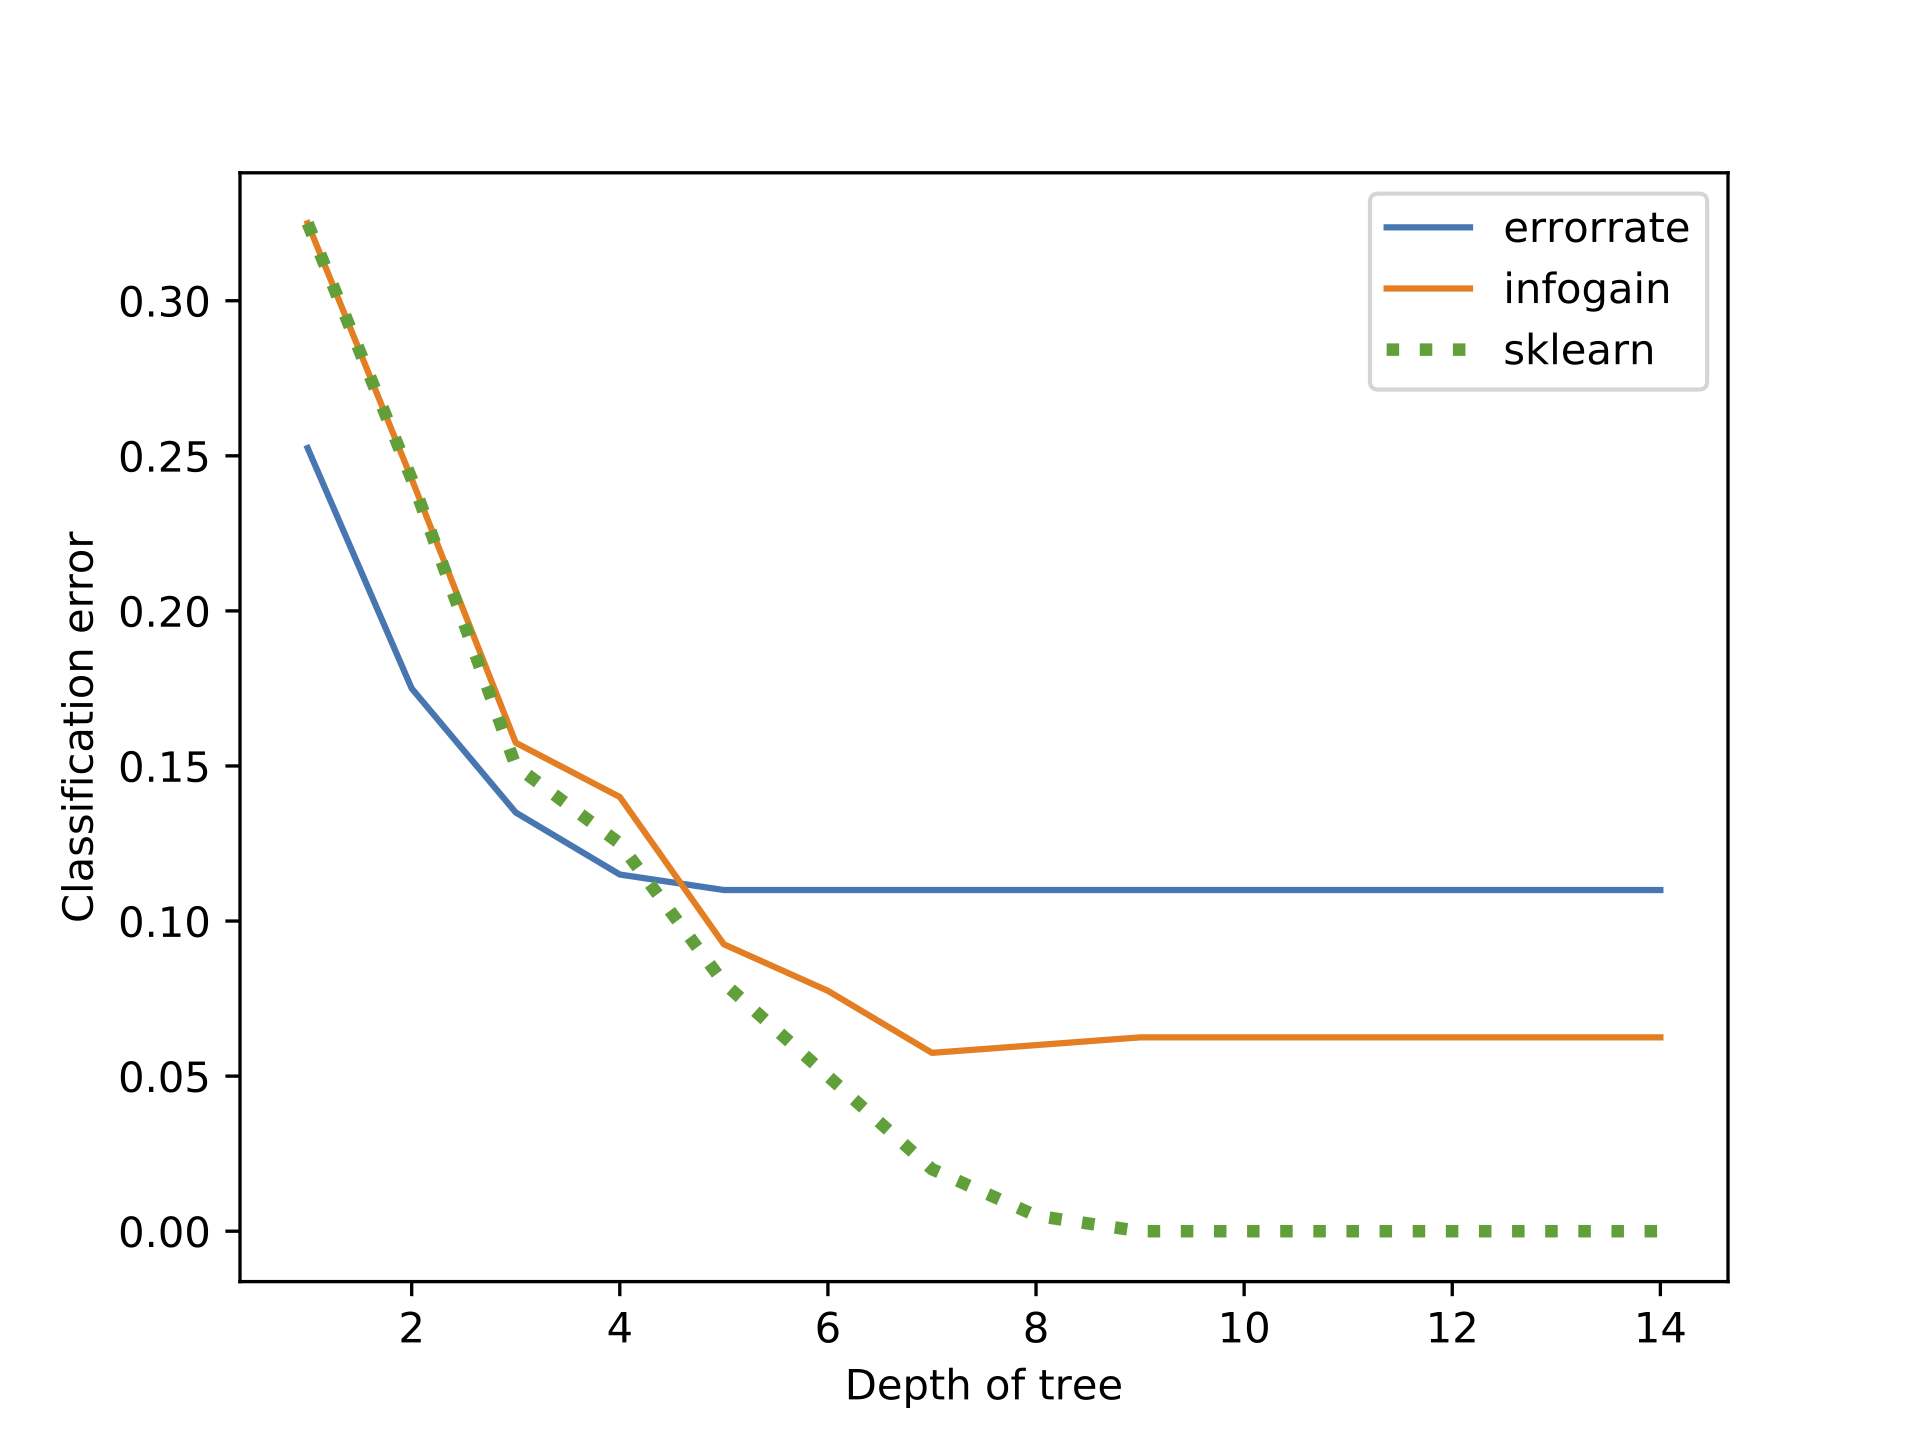 errorrate
infogain
sklearn
Classification error
0.30
0.25
0.20
0.15
0.10
0.05
0.00
2 4 6 8 10 12 14
Depth of tree